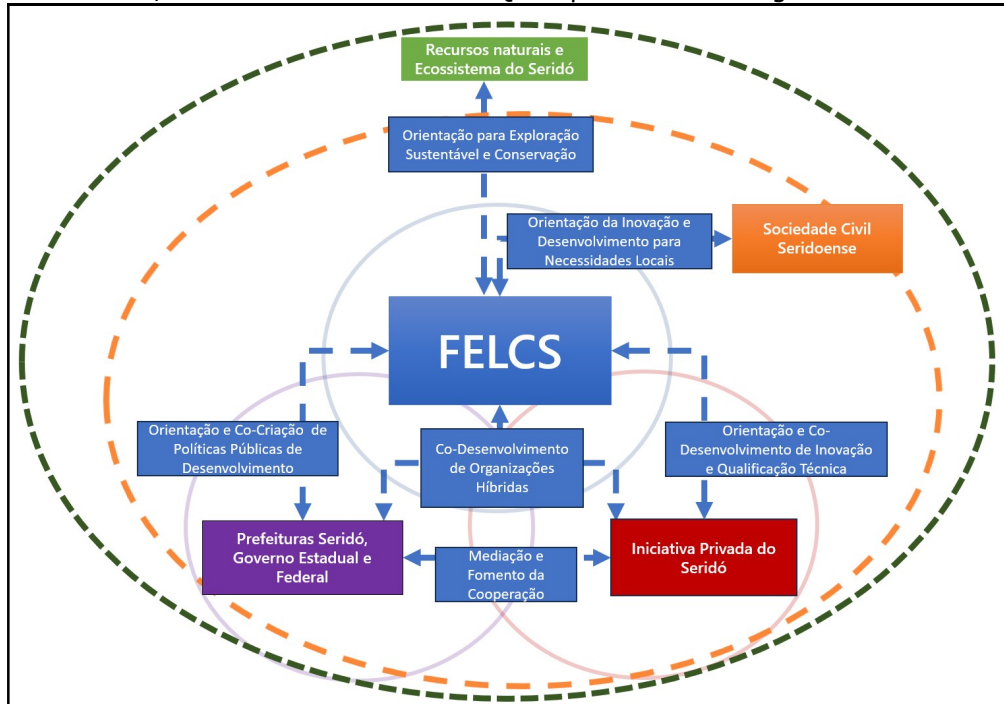 Recursos naturais e
Ecossistema do Seridó
Orientação para Exploração
Sustentável e Conservação
Orientação da Inovação e
Desenvolvimento para
Necessidades Locais
Sociedade Civil
Seridoense
FELCS
Orientação e Co-Criação de
Políticas Públicas de
Desenvolvimento
Co-Desenvolvimento
de Organizações
Híbridas
Orientação e Co-
Desenvolvimento de Inovação
e Qualificação Técnica
Prefeituras Seridó,
Governo Estadual e
Federal
Mediação e
Fomento da
Cooperação
Iniciativa Privada do
Seridó